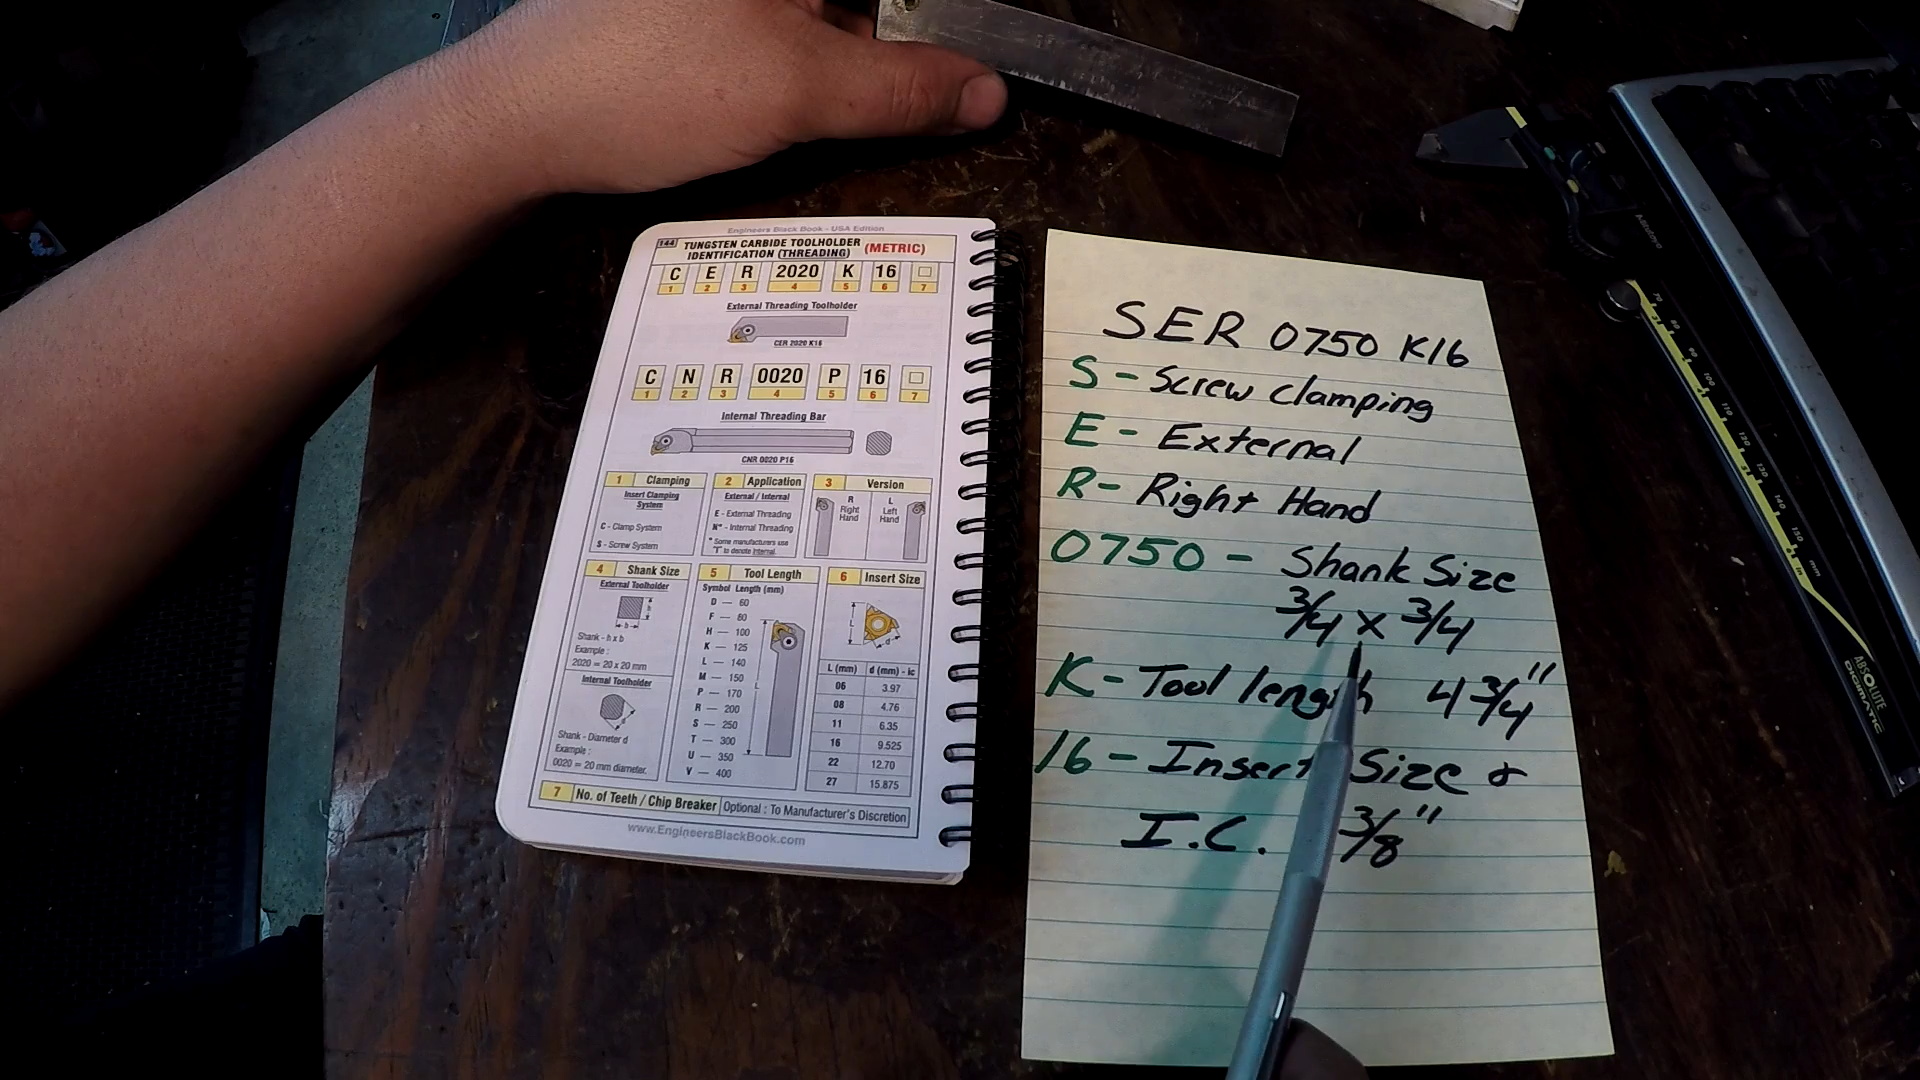 Engineers Black Book - USA Edition
144 TUNGSTEN CARBIDE TOOLHOLDER (METRIC)
IDENTIFICATION (THREADING)
C E R 2020 K 16
1 2 3 4 5 6 7
External Threading Toolholder
CER 2020 K16
C N R 0020 P 16
1 2 3 4 5 6 7
Internal Threading Bar
CNR 0020 P16
1 Clamping
Insert Clamping
System
C - Clamp System
S - Screw System
2 Application
External / Internal
E - External Threading
N* - Internal Threading
* Some manufacturers use
"I" to denote Internal.
3 Version
R
Right
Hand
L
Left
Hand
4 Shank Size
External Toolholder
h
b
Shank - h x b
Example :
2020 = 20 x 20 mm
Internal Toolholder
d
Shank - Diameter d
Example :
0020 = 20 mm diameter.
5 Tool Length
Symbol Length (mm)
D — 60
F — 80
H — 100
K — 125
L — 140
M — 150
P — 170
R — 200
S — 250
T — 300
U — 350
V — 400
L
6 Insert Size
L
d
L (mm) d (mm) - ic
06 3.97
08 4.76
11 6.35
16 9.525
22 12.70
27 15.875
7 No. of Teeth / Chip Breaker Optional : To Manufacturer's Discretion
www.EngineersBlackBook.com
SER 0750 K16
S - Screw Clamping
E - External
R - Right Hand
0750 - Shank Size
3/4 x 3/4
K - Tool length 4 3/4"
16 - Insert Size &
I.C. 3/8"
ABSOLUTE
DIGIMATIC